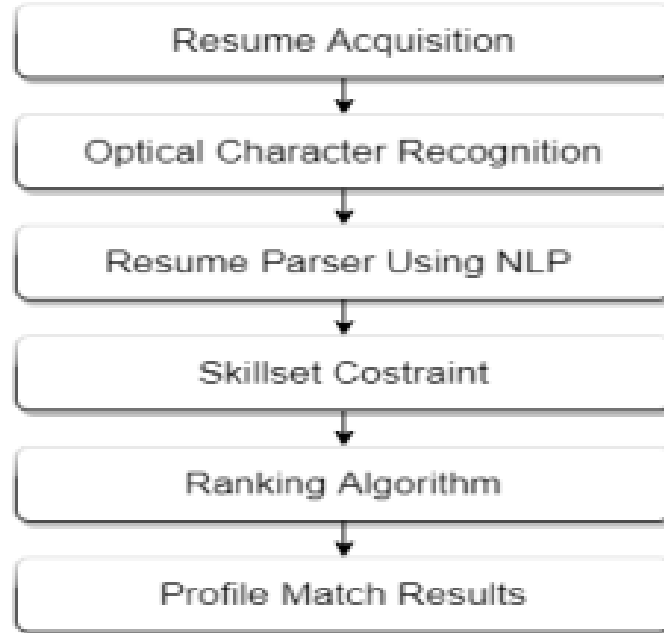 Resume Acquisition
Optical Character Recognition
Resume Parser Using NLP
Skillset Costraint
Ranking Algorithm
Profile Match Results